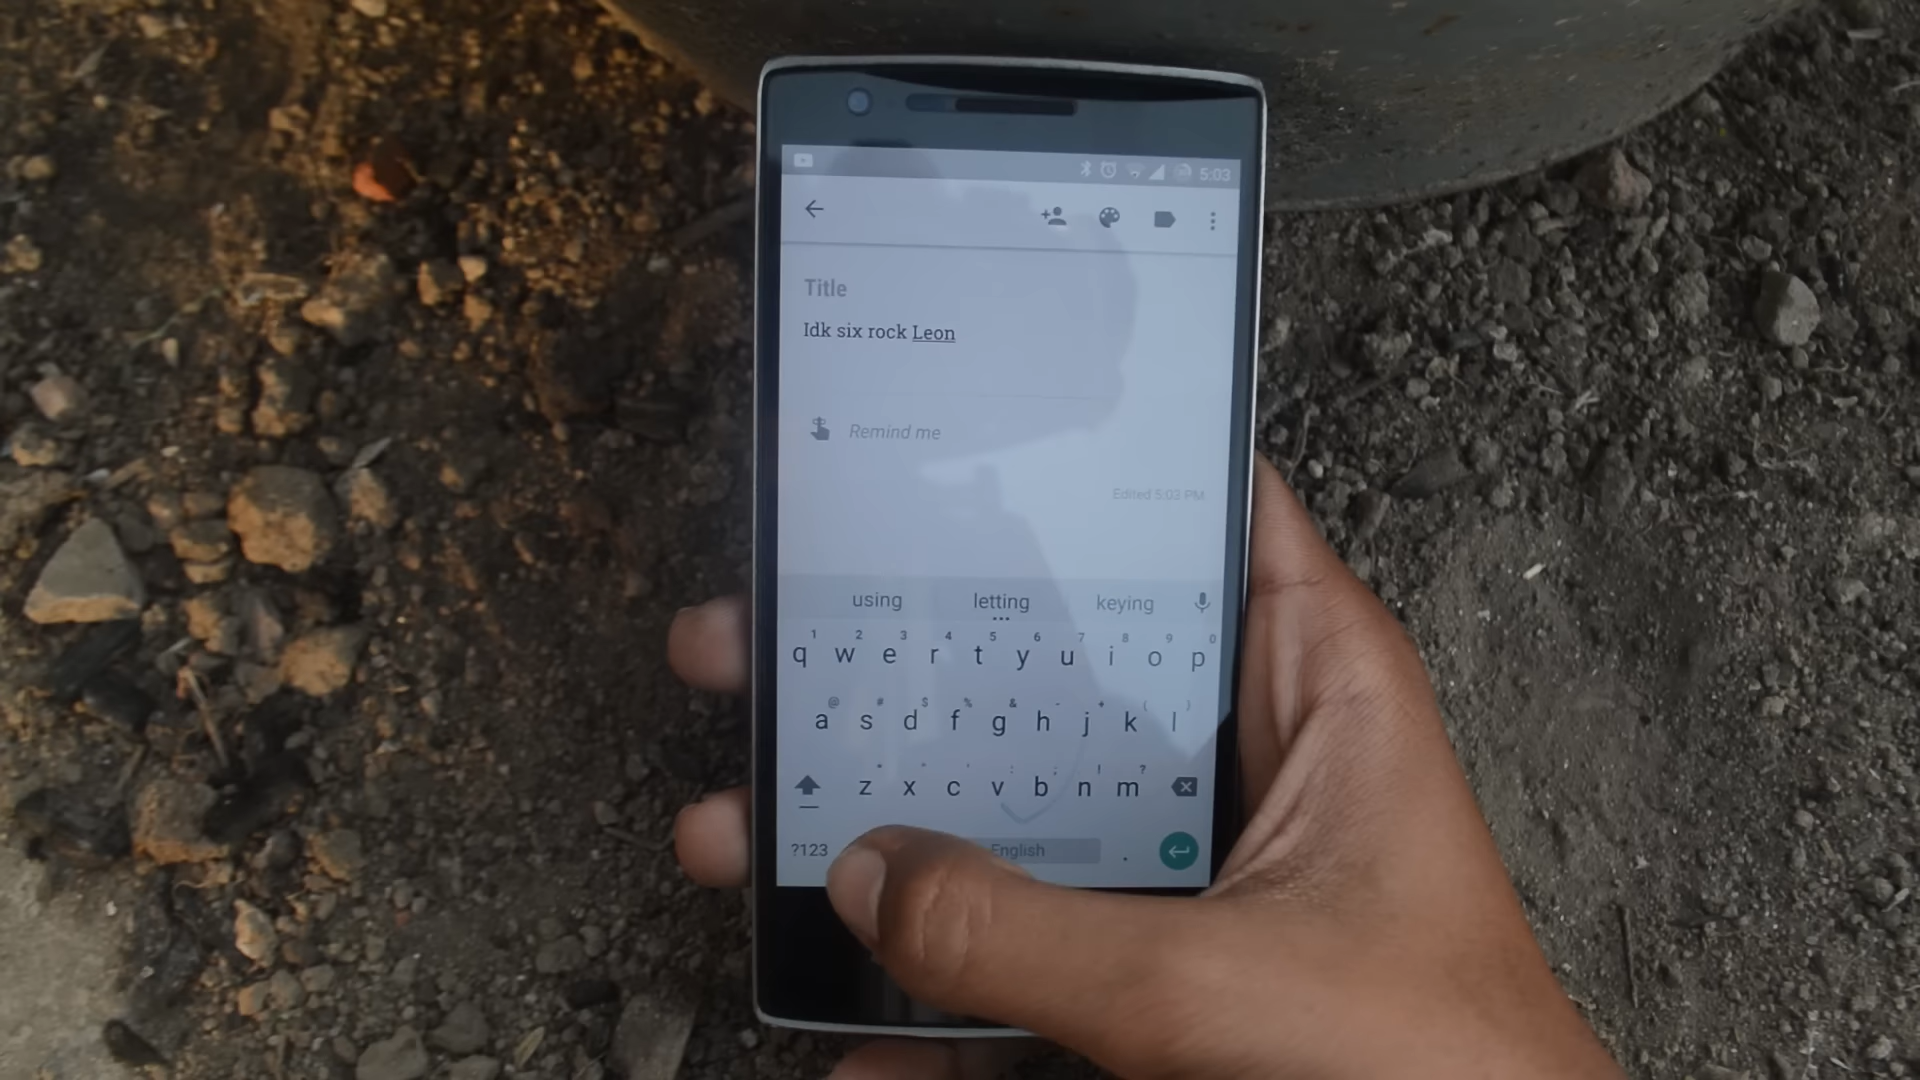 5:03
Title
Idk six rock Leon
Remind me
Edited 5:03 PM
using letting keying
1 2 3 4 5 6 7 8 9 0
q w e r t y u i o p
@ # $ % & - + ( )
a s d f g h j k l
* " ' : ; ! ?
z x c v b n m
?123 English .